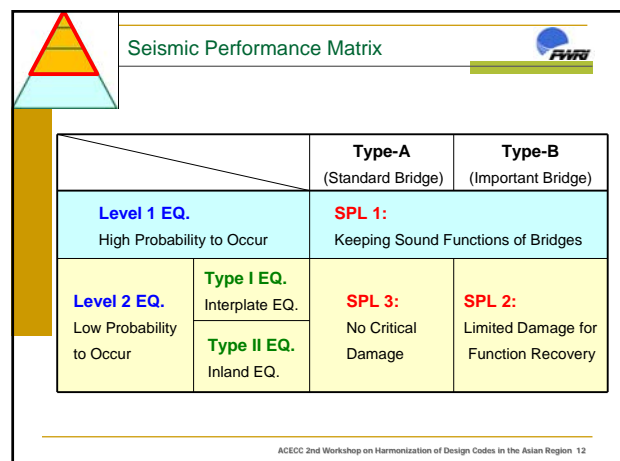 Seismic Performance Matrix
PWRI
Type-A
(Standard Bridge)
Type-B
(Important Bridge)
Level 1 EQ.
High Probability to Occur
SPL 1:
Keeping Sound Functions of Bridges
Level 2 EQ.
Low Probability
to Occur
Type I EQ.
Interplate EQ.
Type II EQ.
Inland EQ.
SPL 3:
No Critical
Damage
SPL 2:
Limited Damage for
Function Recovery
ACECC 2nd Workshop on Harmonization of Design Codes in the Asian Region 12